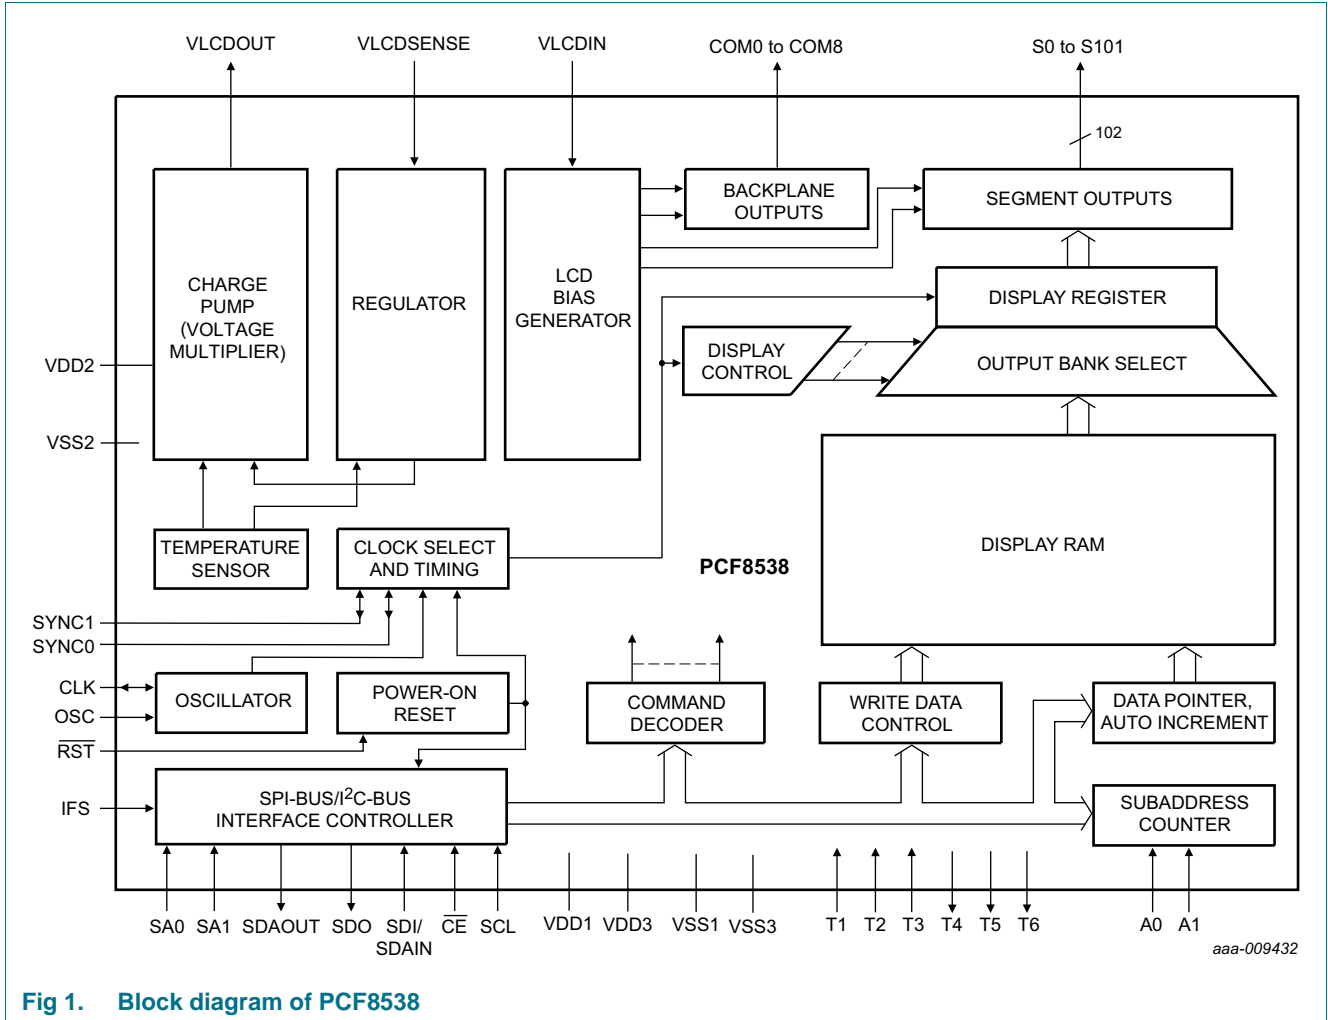 VLCDOUT VLCDSENSE VLCDIN COM0 to COM8 S0 to S101
102
BACKPLANE
OUTPUTS
SEGMENT OUTPUTS
CHARGE
PUMP
(VOLTAGE
MULTIPLIER)
REGULATOR
LCD
BIAS
GENERATOR
DISPLAY REGISTER
DISPLAY
CONTROL
OUTPUT BANK SELECT
VDD2
VSS2
TEMPERATURE
SENSOR
CLOCK SELECT
AND TIMING
PCF8538
DISPLAY RAM
SYNC1
SYNC0
CLK
OSC
RST
OSCILLATOR
POWER-ON
RESET
COMMAND
DECODER
WRITE DATA
CONTROL
DATA POINTER,
AUTO INCREMENT
IFS
SPI-BUS/I²C-BUS
INTERFACE CONTROLLER
SUBADDRESS
COUNTER
SA0 SA1 SDAOUT SDO SDI/
SDAIN
CE SCL VDD1 VDD3 VSS1 VSS3 T1 T2 T3 T4 T5 T6 A0 A1
aaa-009432
Fig 1. Block diagram of PCF8538